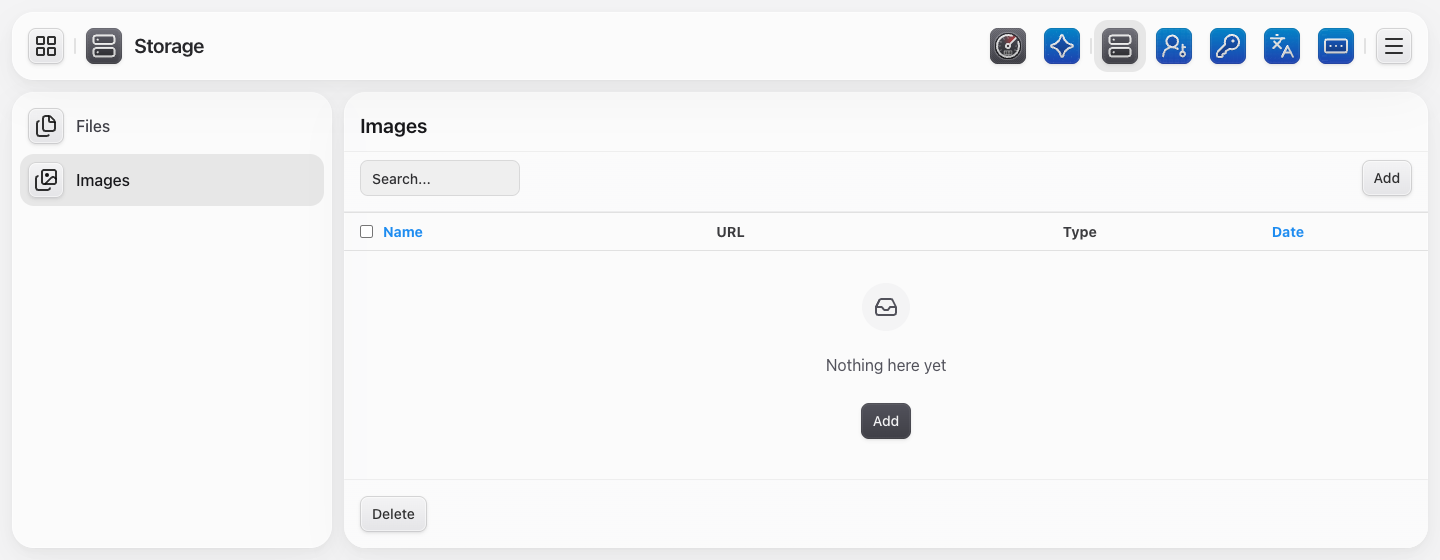 Storage
Files
Images
Images
Search...
Add
Name URL Type Date
Nothing here yet
Add
Delete